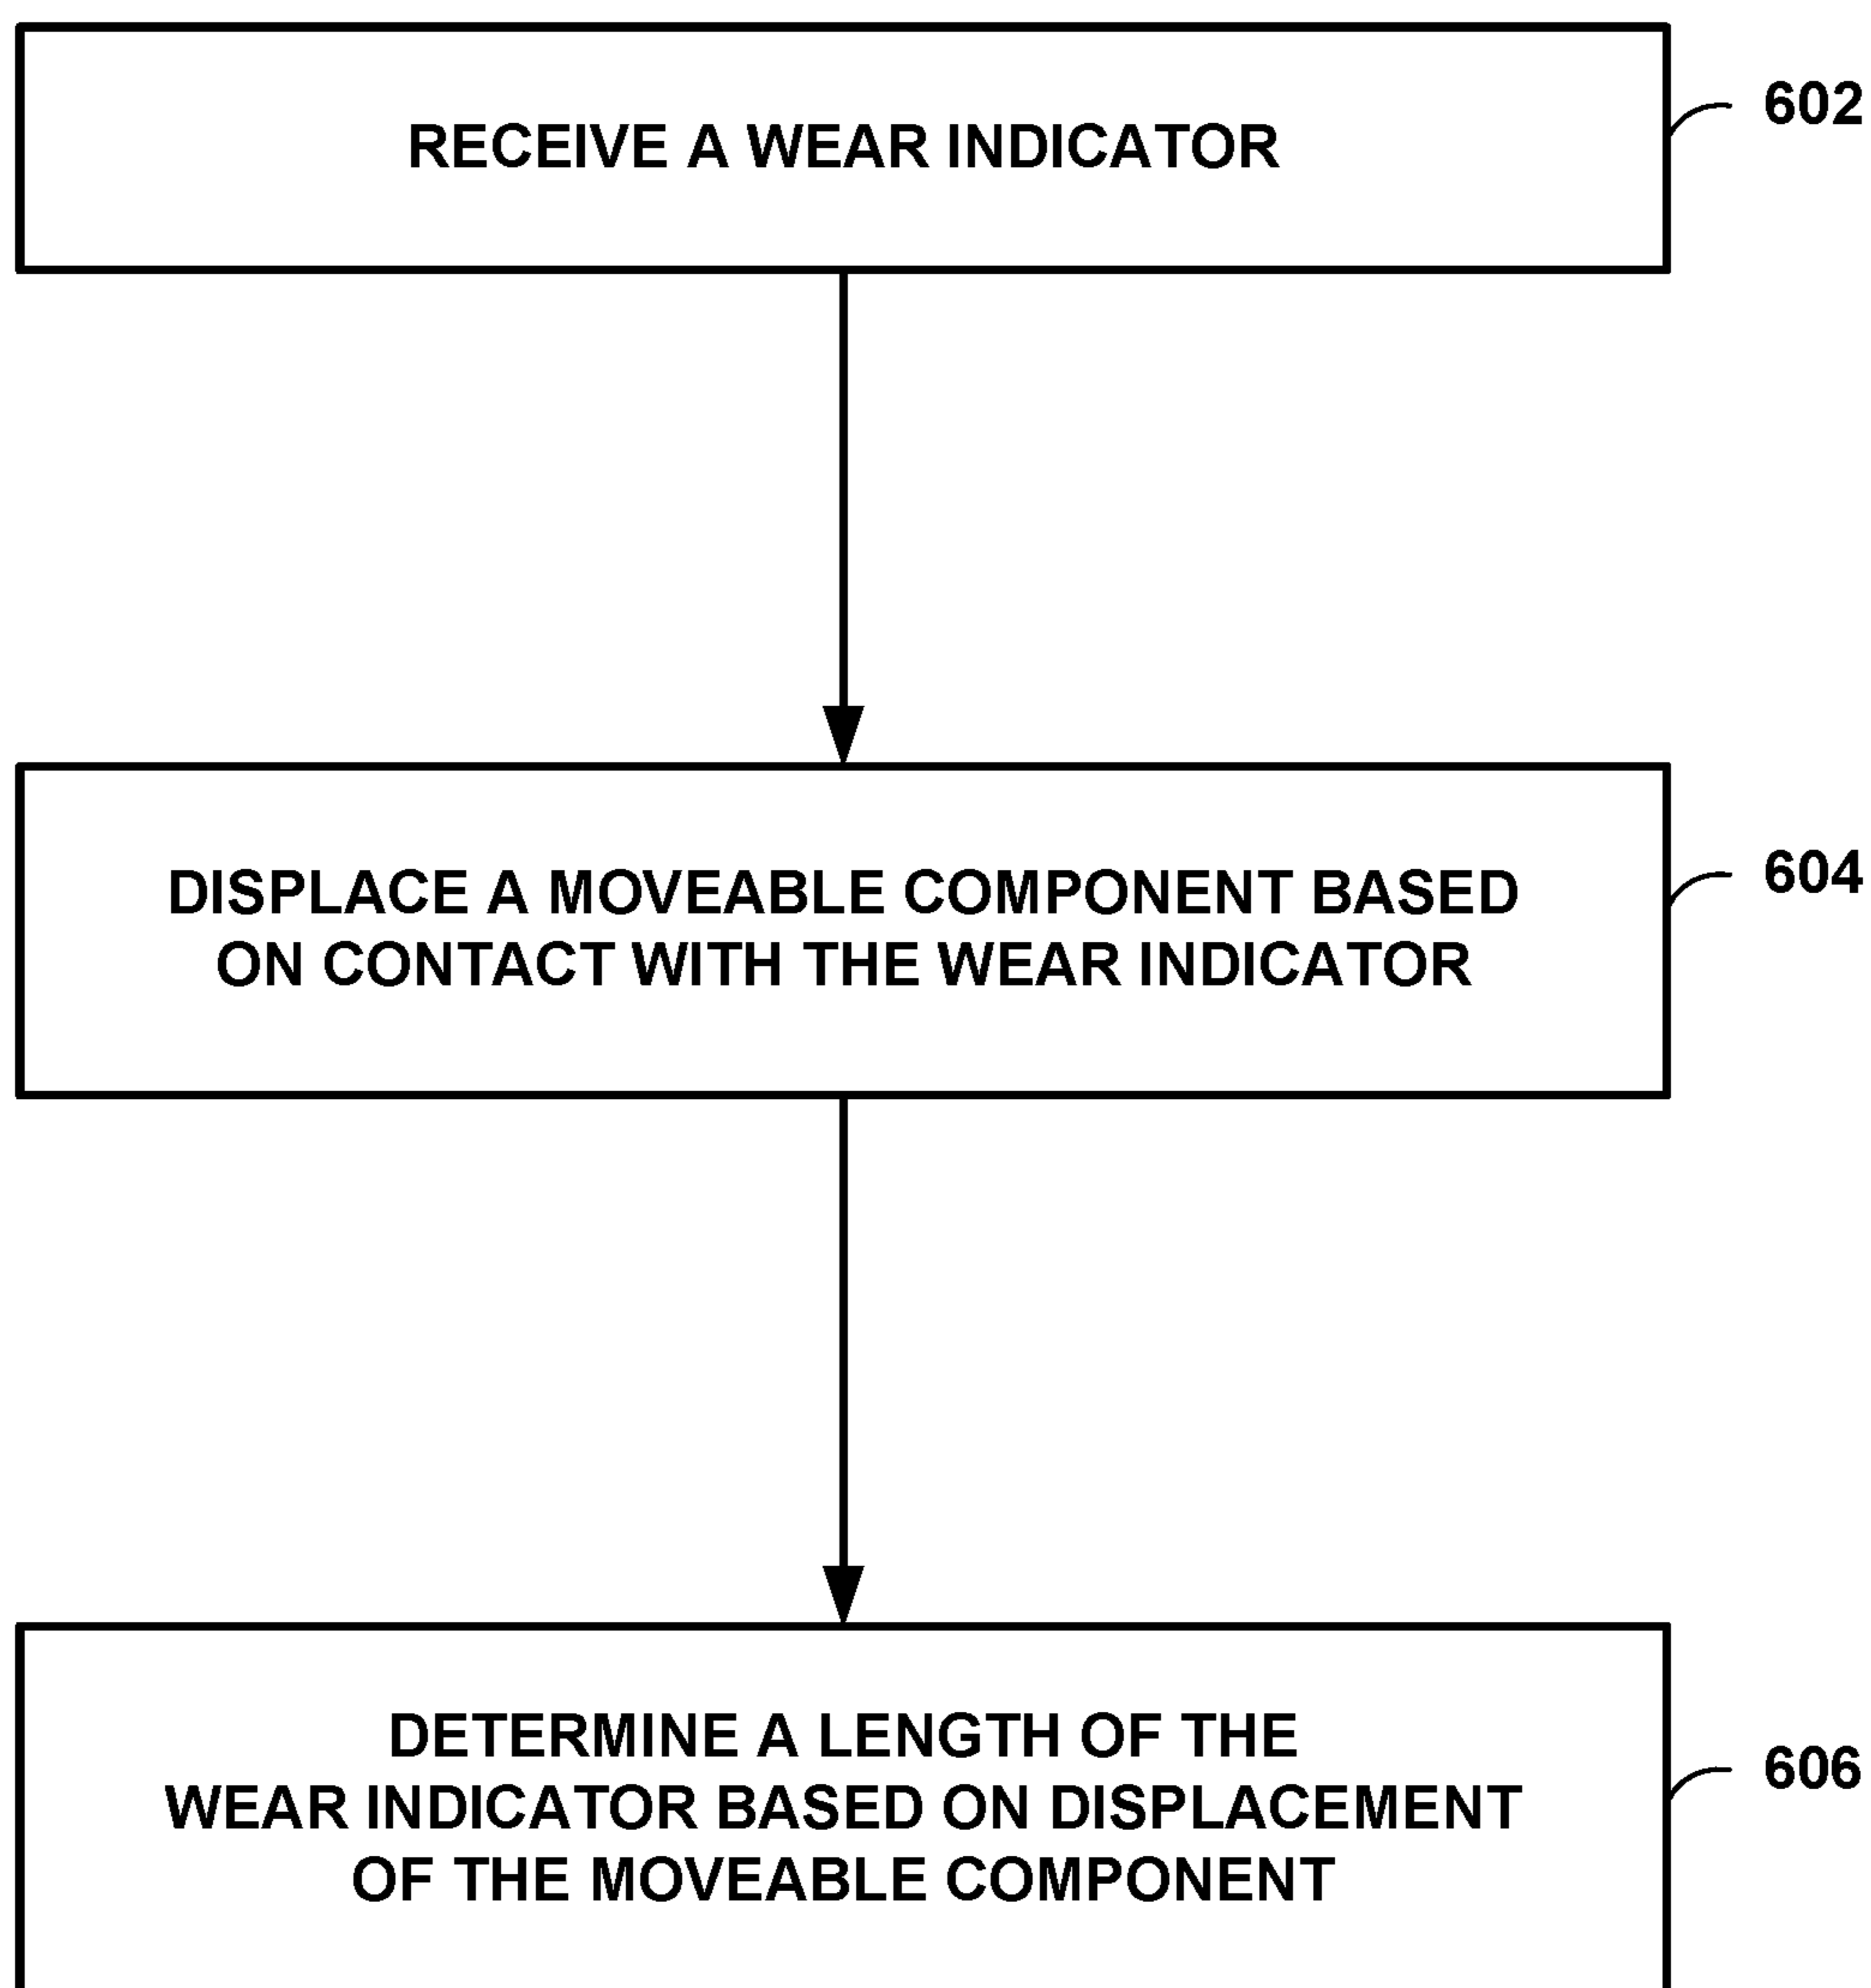 RECEIVE A WEAR INDICATOR
602
DISPLACE A MOVEABLE COMPONENT BASED
ON CONTACT WITH THE WEAR INDICATOR
604
DETERMINE A LENGTH OF THE
WEAR INDICATOR BASED ON DISPLACEMENT
OF THE MOVEABLE COMPONENT
606